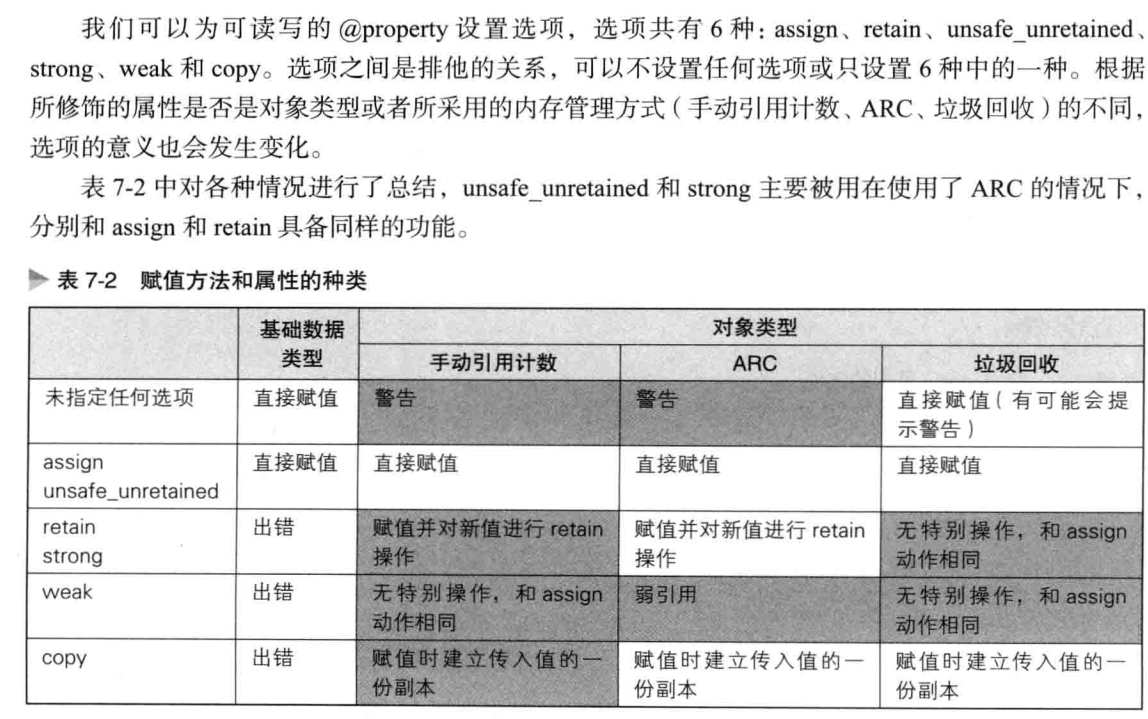 我们可以为可读写的 @property 设置选项，选项共有 6 种：assign、retain、unsafe_unretained、
strong、weak 和 copy。选项之间是排他的关系，可以不设置任何选项或只设置 6 种中的一种。根据
所修饰的属性是否是对象类型或者所采用的内存管理方式（手动引用计数、ARC、垃圾回收）的不同，
选项的意义也会发生变化。
表 7-2 中对各种情况进行了总结，unsafe_unretained 和 strong 主要被用在使用了 ARC 的情况下，
分别和 assign 和 retain 具备同样的功能。
表 7-2 赋值方法和属性的种类
基础数据
类型
对象类型
手动引用计数 ARC 垃圾回收
未指定任何选项 直接赋值 警告 警告 直接赋值（有可能会提
示警告）
assign 直接赋值 直接赋值 直接赋值 直接赋值
unsafe_unretained
retain 出错 赋值并对新值进行 retain 赋值并对新值进行 retain 无特别操作，和 assign
strong 操作 操作 动作相同
weak 出错 无特别操作，和 assign 弱引用 无特别操作，和 assign
动作相同 动作相同
copy 出错 赋值时建立传入值的一 赋值时建立传入值的一 赋值时建立传入值的一
份副本 份副本 份副本